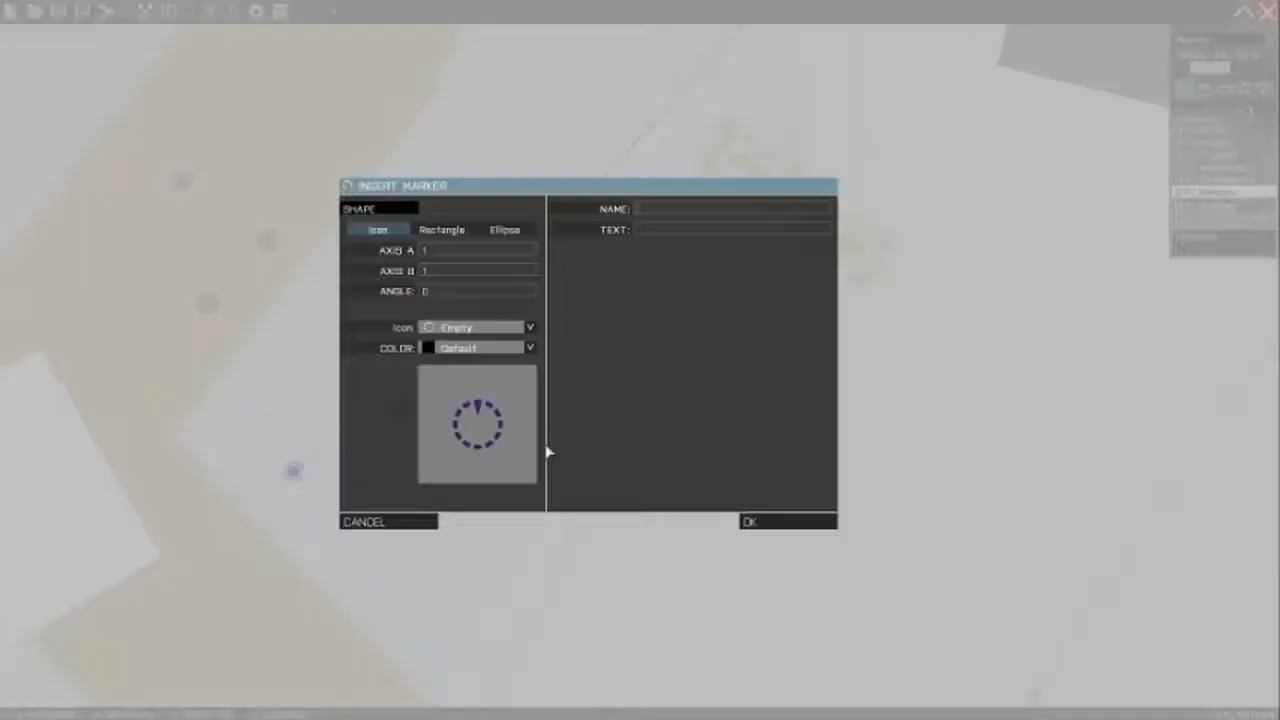 INSERT MARKER
SHAPE
Icon Rectangle Ellipse
AXIS A 1
AXIS B 1
ANGLE: 0
Icon: Empty
COLOR: Default
NAME:
TEXT:
CANCEL
OK